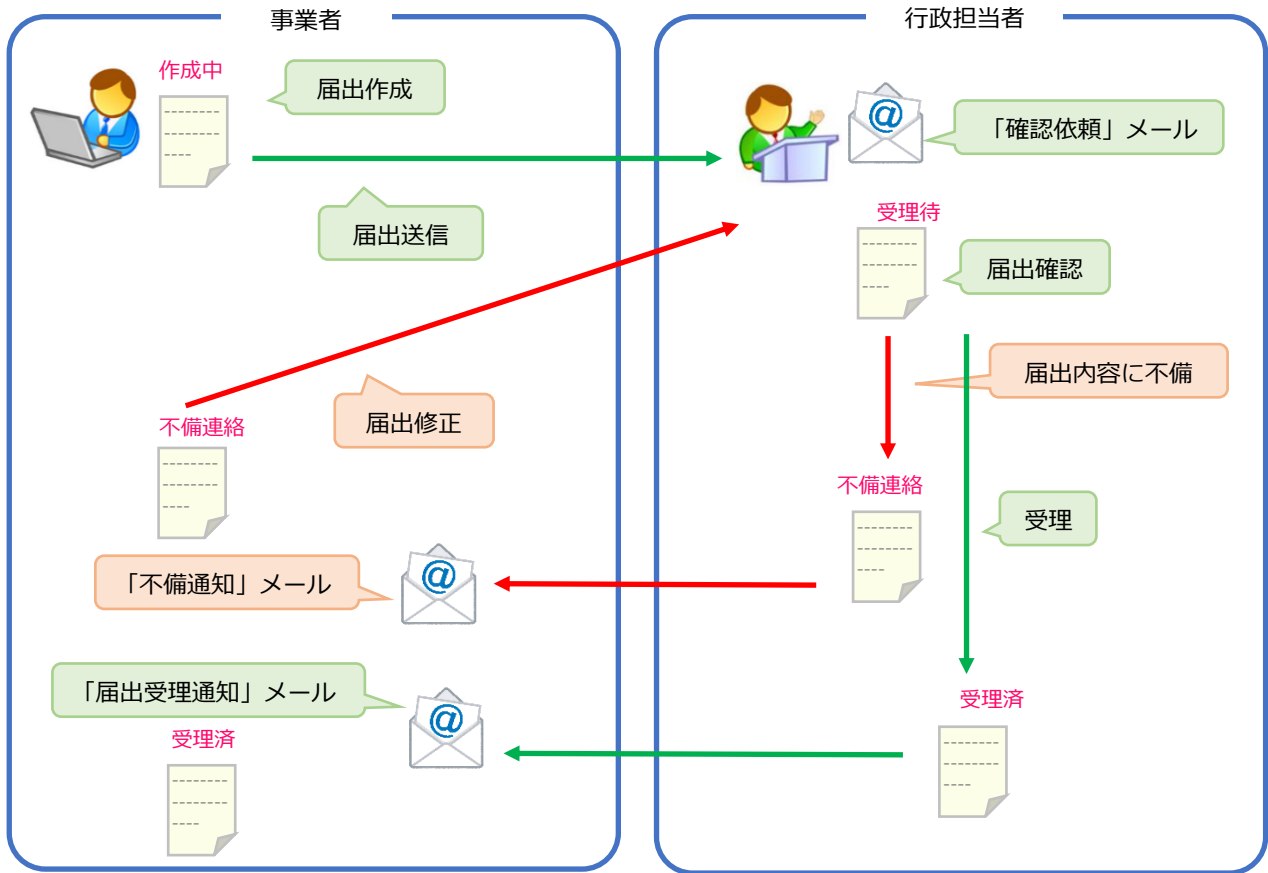 事業者
行政担当者
作成中
届出作成
@
「確認依頼」メール
届出送信
受理待
届出確認
届出内容に不備
届出修正
不備連絡
不備連絡
受理
「不備通知」メール
@
「届出受理通知」メール
@
受理済
受理済